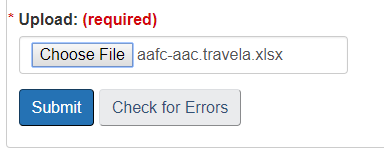 * Upload: (required)
Choose File aafc-aac.travela.xlsx
Submit Check for Errors